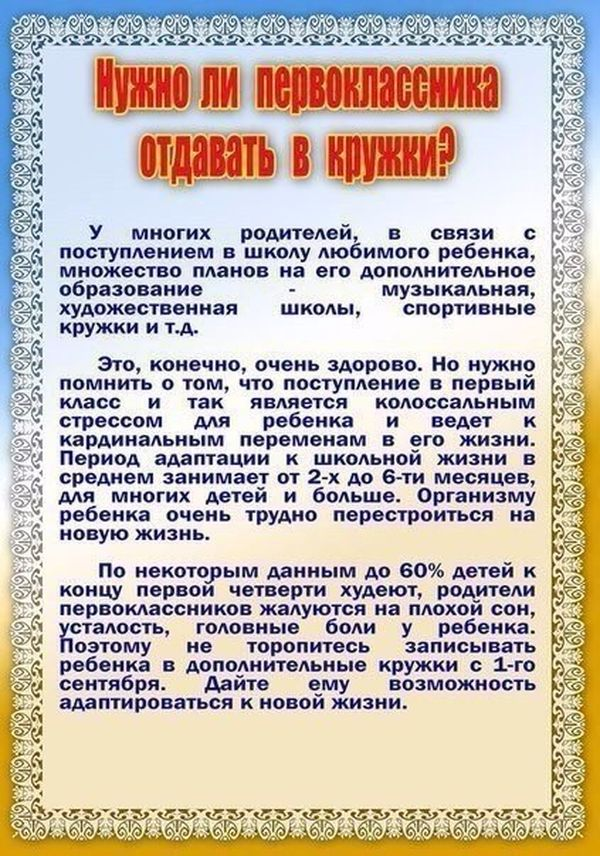 Нужно ли первоклассника
отдавать в кружки?
У многих родителей, в связи с
поступлением в школу любимого ребенка,
множество планов на его дополнительное
образование - музыкальная,
художественная школы, спортивные
кружки и т.д.
Это, конечно, очень здорово. Но нужно
помнить о том, что поступление в первый
класс и так является колоссальным
стрессом для ребенка и ведет к
кардинальным переменам в его жизни.
Период адаптации к школьной жизни в
среднем занимает от 2-х до 6-ти месяцев,
для многих детей и больше. Организму
ребенка очень трудно перестроиться на
новую жизнь.
По некоторым данным до 60% детей к
концу первой четверти худеют, родители
первоклассников жалуются на плохой сон,
усталость, головные боли у ребенка.
Поэтому не торопитесь записывать
ребенка в дополнительные кружки с 1-го
сентября. Дайте ему возможность
адаптироваться к новой жизни.